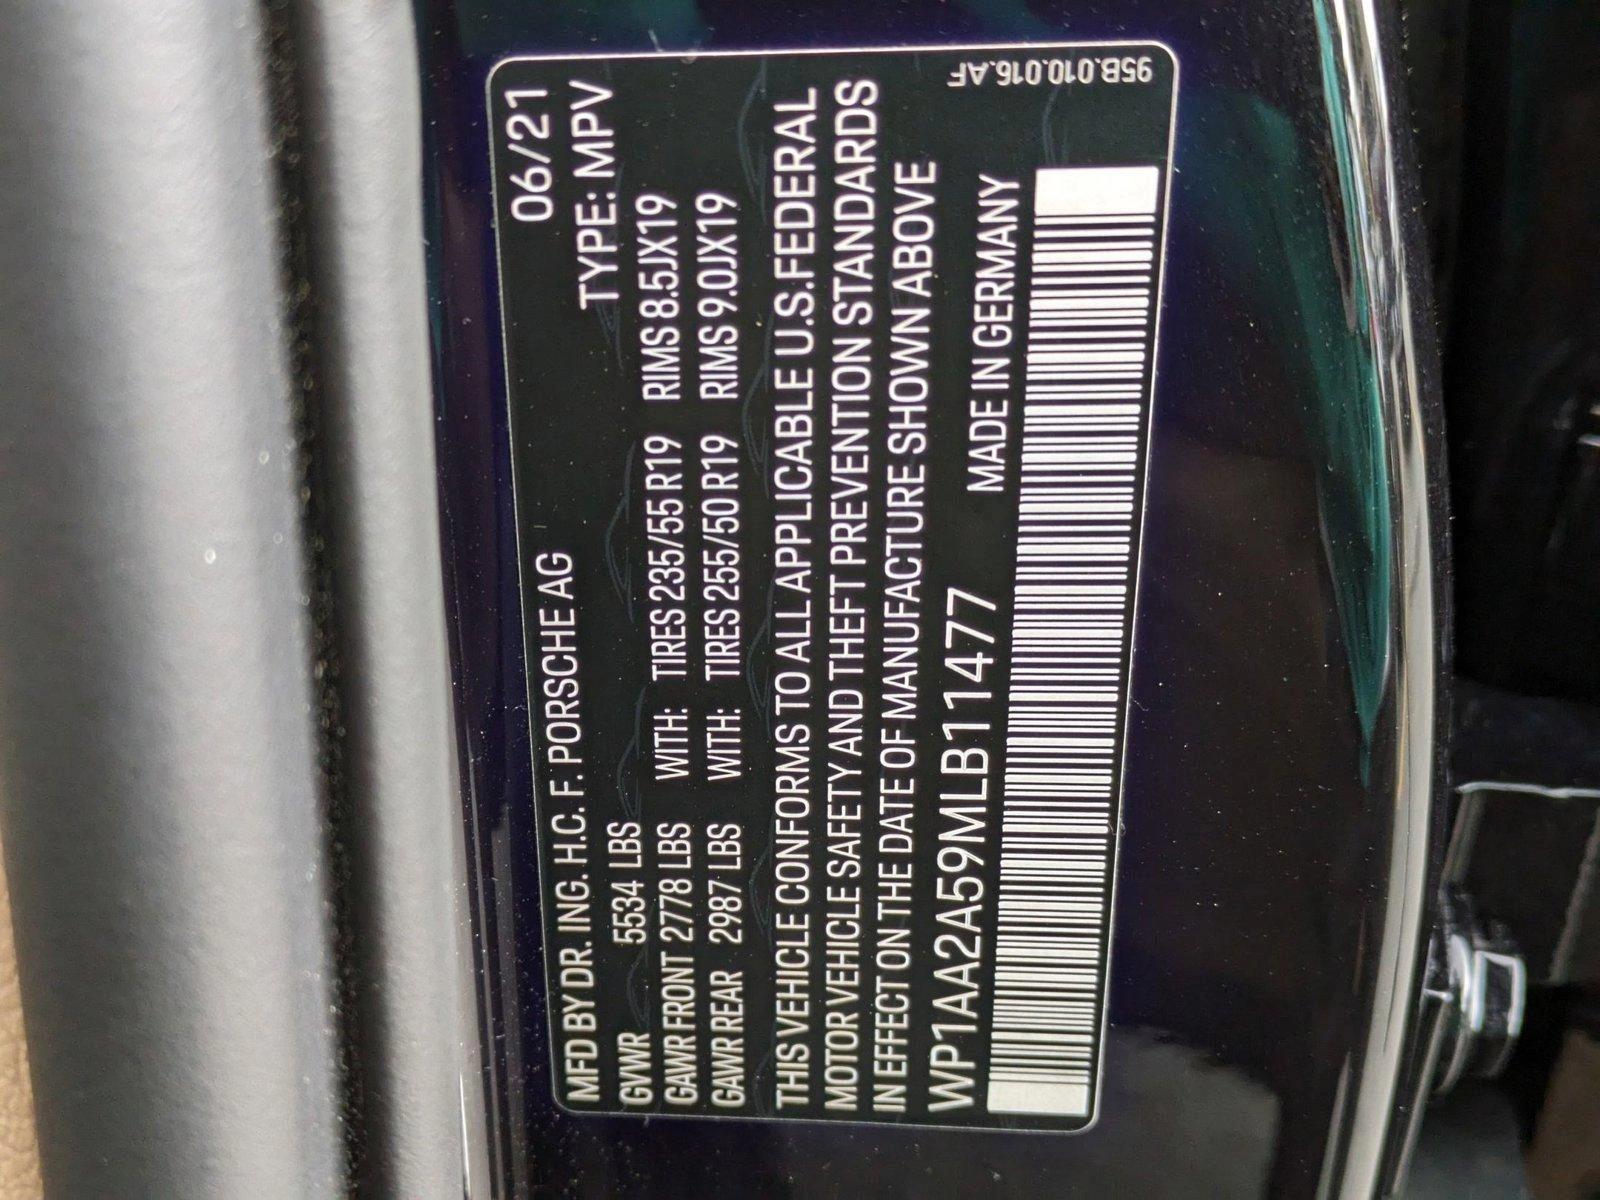 MFD BY DR. ING. H.C. F. PORSCHE AG 06/21
GVWR 5534 LBS TYPE: MPV
GAWR FRONT 2778 LBS WITH: TIRES 235/55 R19 RIMS 8.5JX19
GAWR REAR 2987 LBS WITH: TIRES 255/50 R19 RIMS 9.0JX19
THIS VEHICLE CONFORMS TO ALL APPLICABLE U.S.FEDERAL
MOTOR VEHICLE SAFETY AND THEFT PREVENTION STANDARDS
IN EFFECT ON THE DATE OF MANUFACTURE SHOWN ABOVE
WP1AA2A59MLB11477 MADE IN GERMANY
95B.010.016.AF